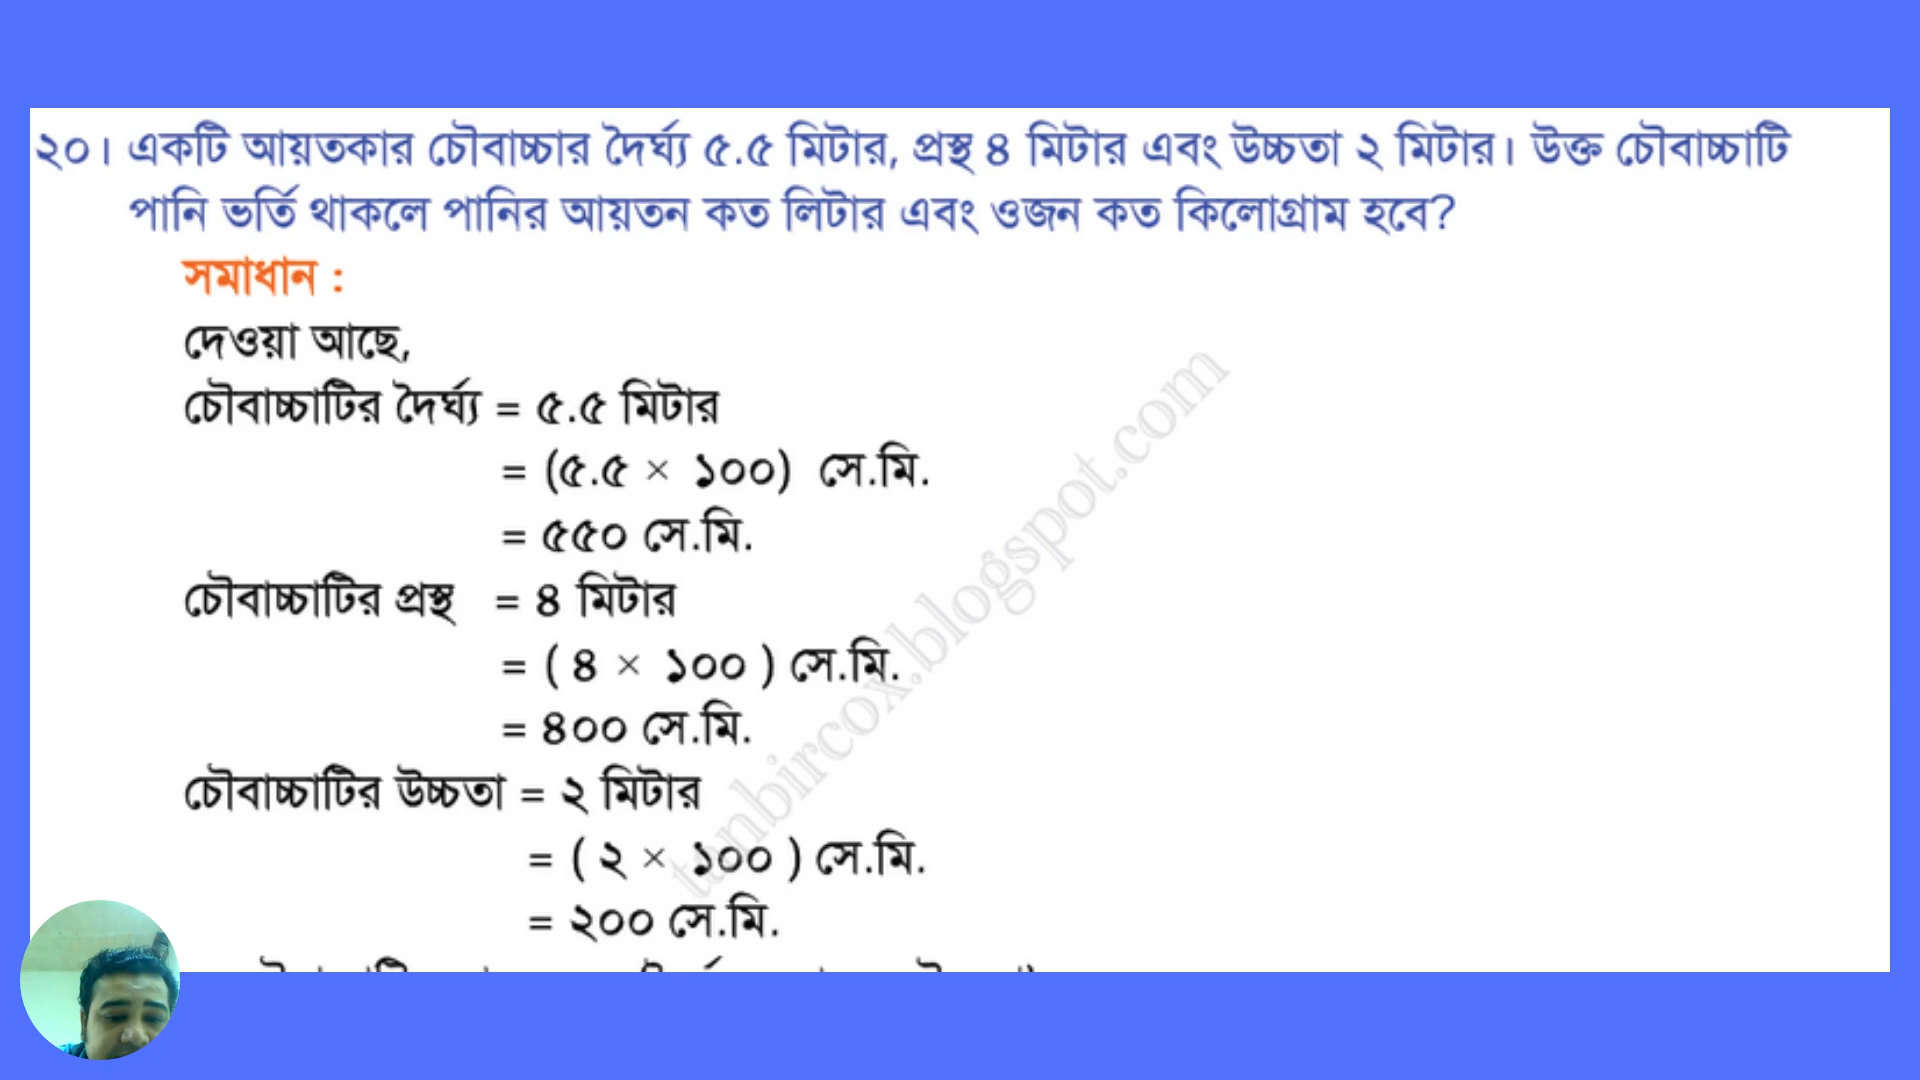 ২০। একটি আয়তকার চৌবাচ্চার দৈর্ঘ্য ৫.৫ মিটার, প্রস্থ ৪ মিটার এবং উচ্চতা ২ মিটার। উক্ত চৌবাচ্চাটি
পানি ভর্তি থাকলে পানির আয়তন কত লিটার এবং ওজন কত কিলোগ্রাম হবে?
সমাধান :
দেওয়া আছে,
চৌবাচ্চাটির দৈর্ঘ্য = ৫.৫ মিটার
= (৫.৫ × ১০০) সে.মি.
= ৫৫০ সে.মি.
চৌবাচ্চাটির প্রস্থ = ৪ মিটার
= ( ৪ × ১০০ ) সে.মি.
= ৪০০ সে.মি.
চৌবাচ্চাটির উচ্চতা = ২ মিটার
= ( ২ × ১০০ ) সে.মি.
= ২০০ সে.মি.
tanbircox.blogspot.com